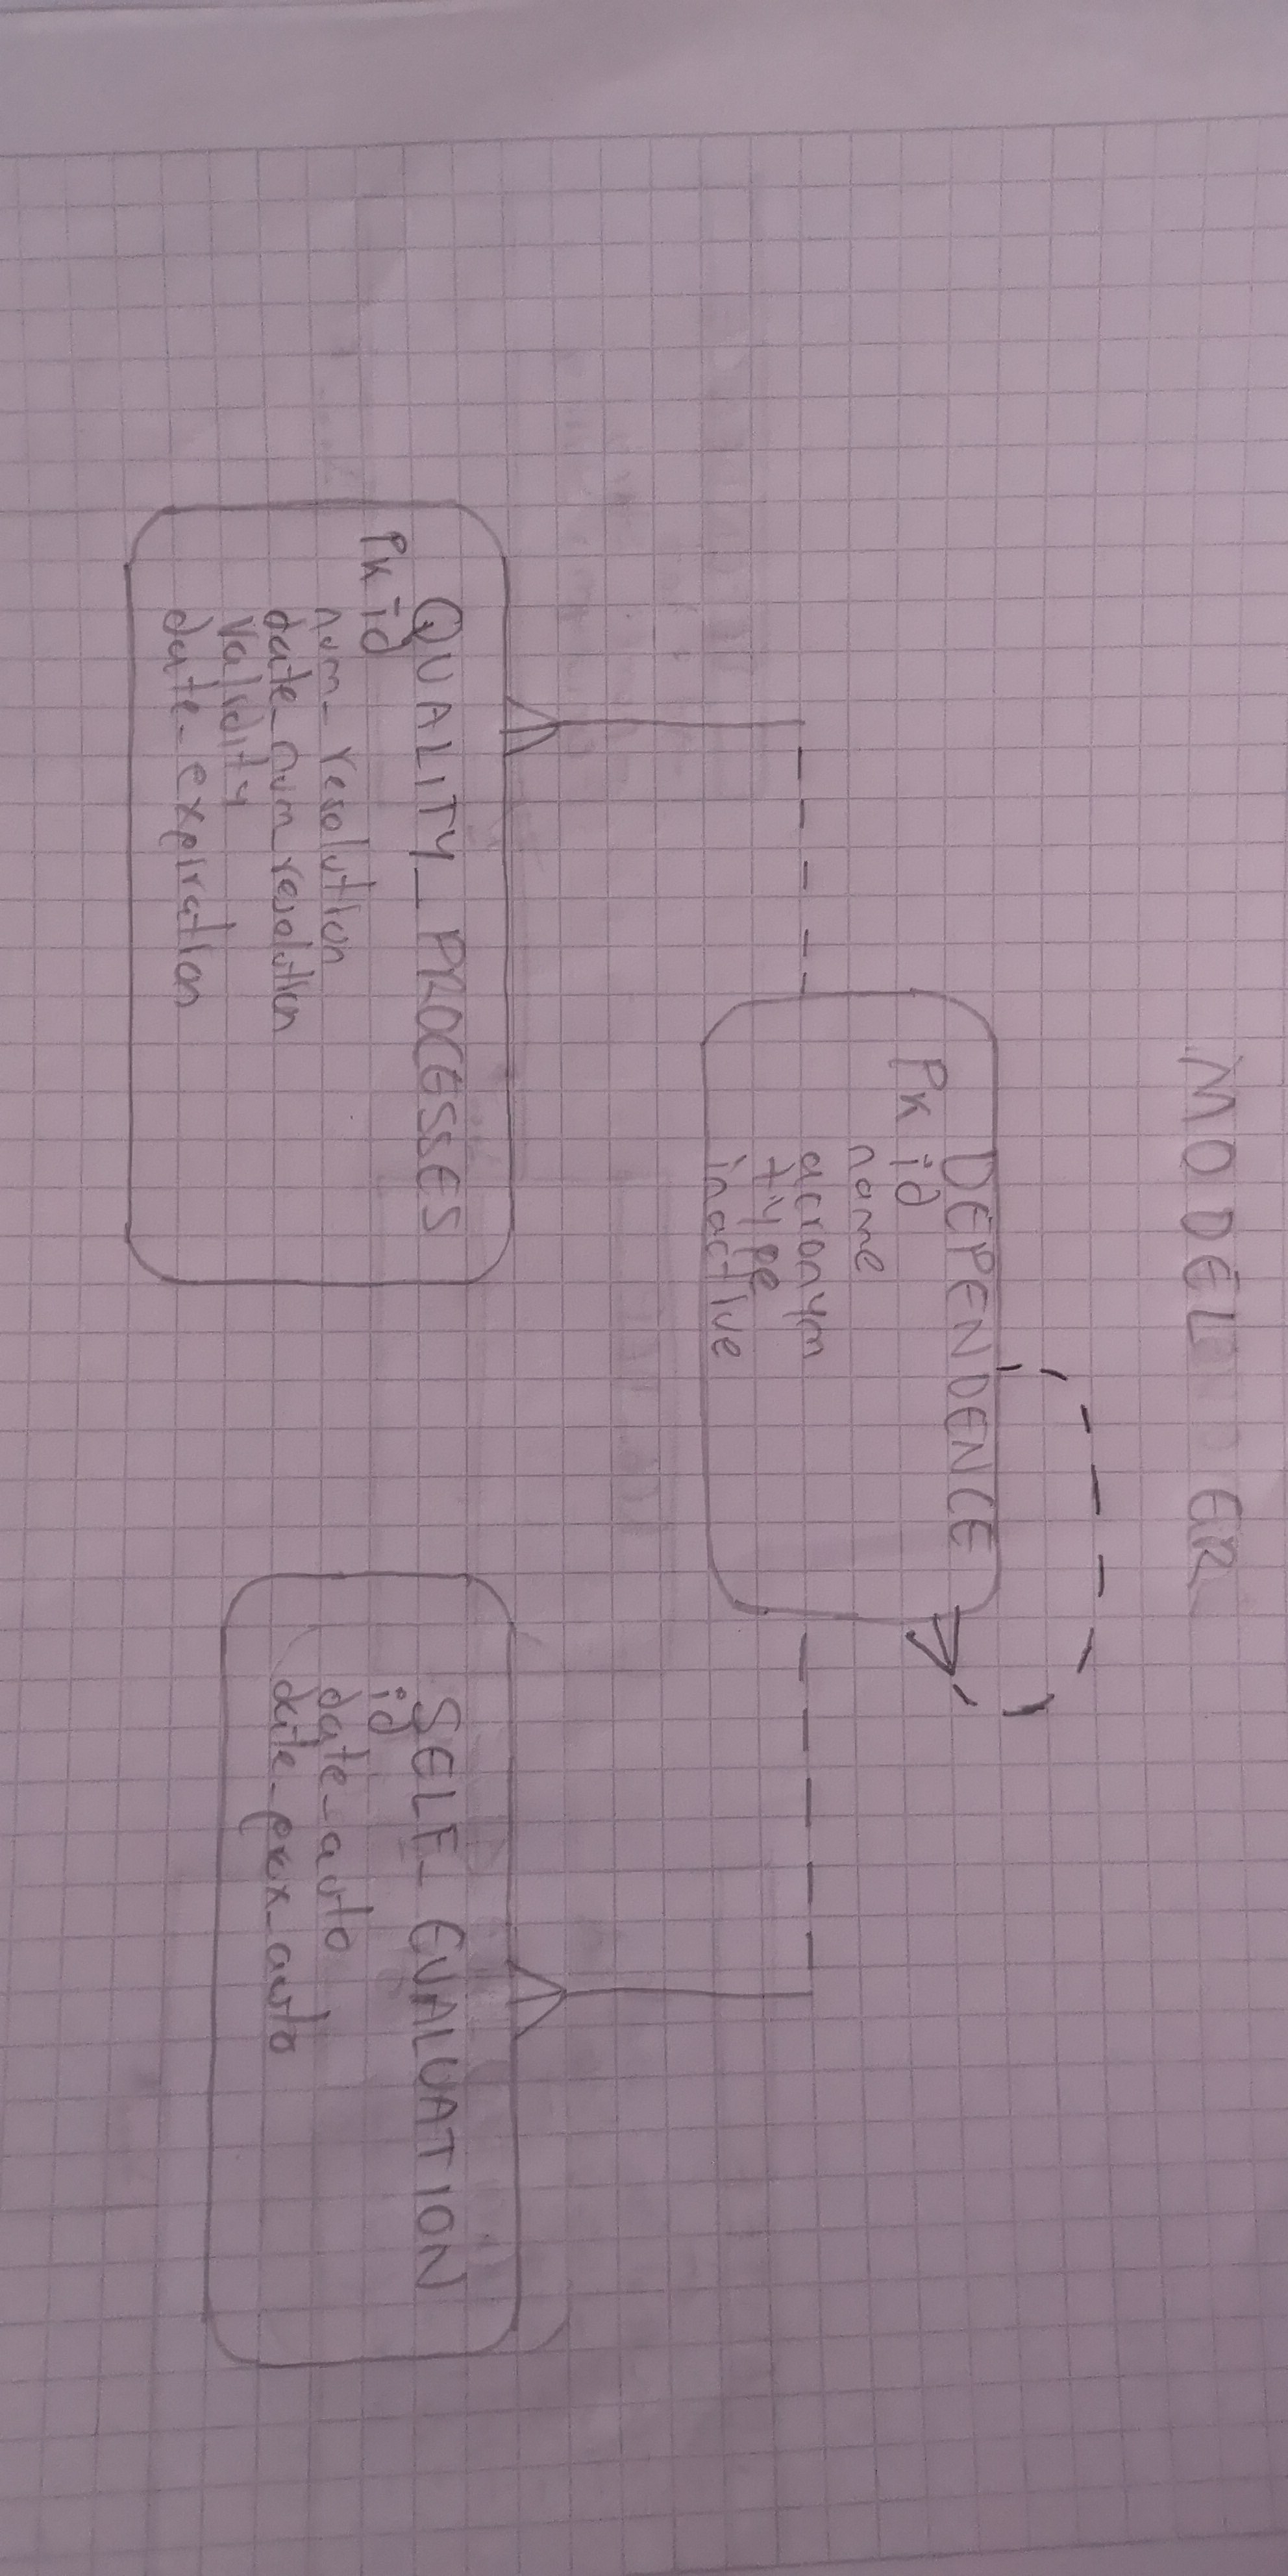 MODEL ER
DEPENDENCE
PK id
name
acronym
type
inactive
QUALITY_PROCESSES
PK id
num_resolution
date_num_resolution
validity
date_expiration
SELF_EVALUATION
id
date_auto
date_prox_auto